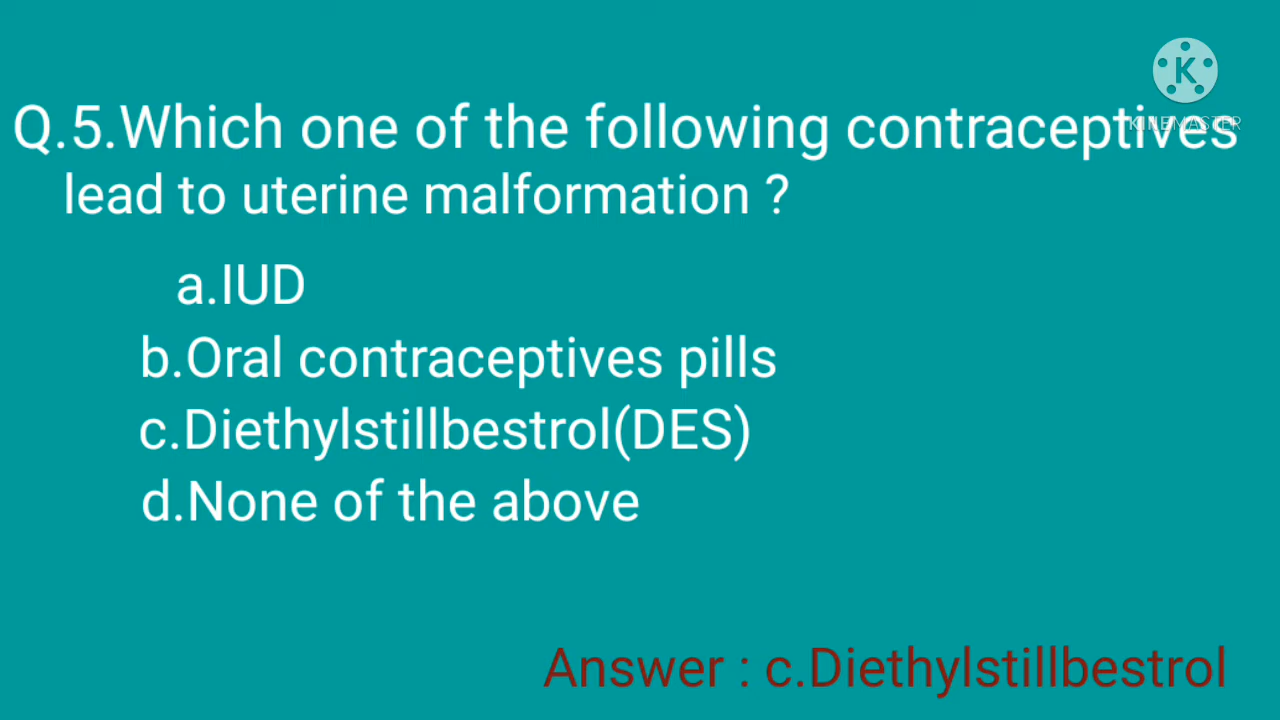 K
KINEMASTER
Q.5.Which one of the following contraceptives
lead to uterine malformation ?
a.IUD
b.Oral contraceptives pills
c.Diethylstillbestrol(DES)
d.None of the above
Answer : c.Diethylstillbestrol